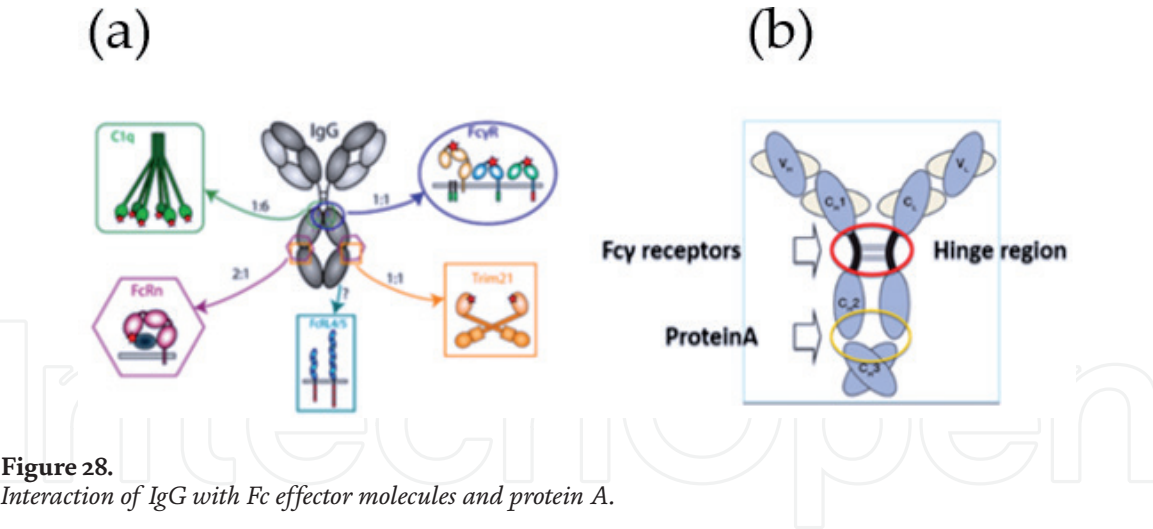 (a)
(b)
C1q
IgG
FcγR
1:6
1:1
FcRn
2:1
1:1
Trim21
?
FcRL4/5
VH
VL
CH1
CL
Fcγ receptors
Hinge region
CH2
ProteinA
CH3
IntechOpen
Figure 28.
Interaction of IgG with Fc effector molecules and protein A.